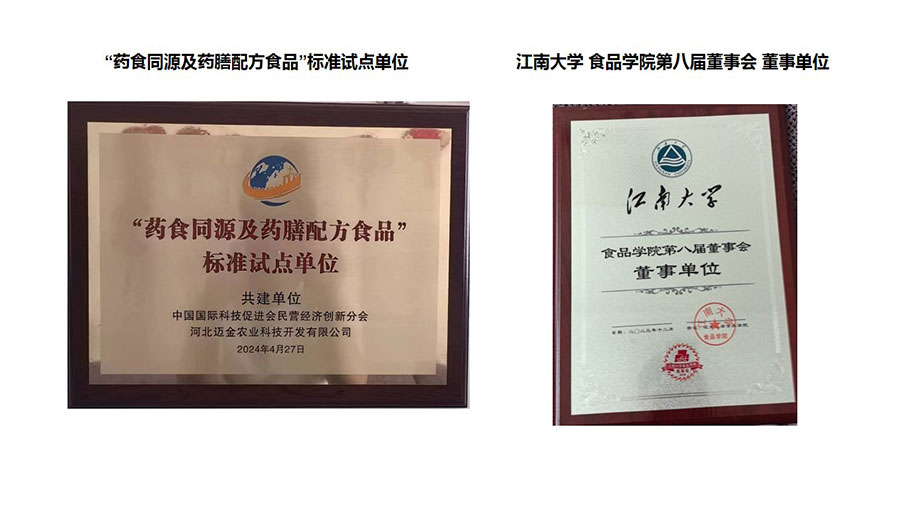 “药食同源及药膳配方食品”标准试点单位
江南大学 食品学院第八届董事会 董事单位
“药食同源及药膳配方食品”
标准试点单位
共建单位
中国国际科技促进会民营经济创新分会
河北迈金农业科技开发有限公司
2024年4月27日
江南大学
食品学院第八届董事会
董事单位
食品学院